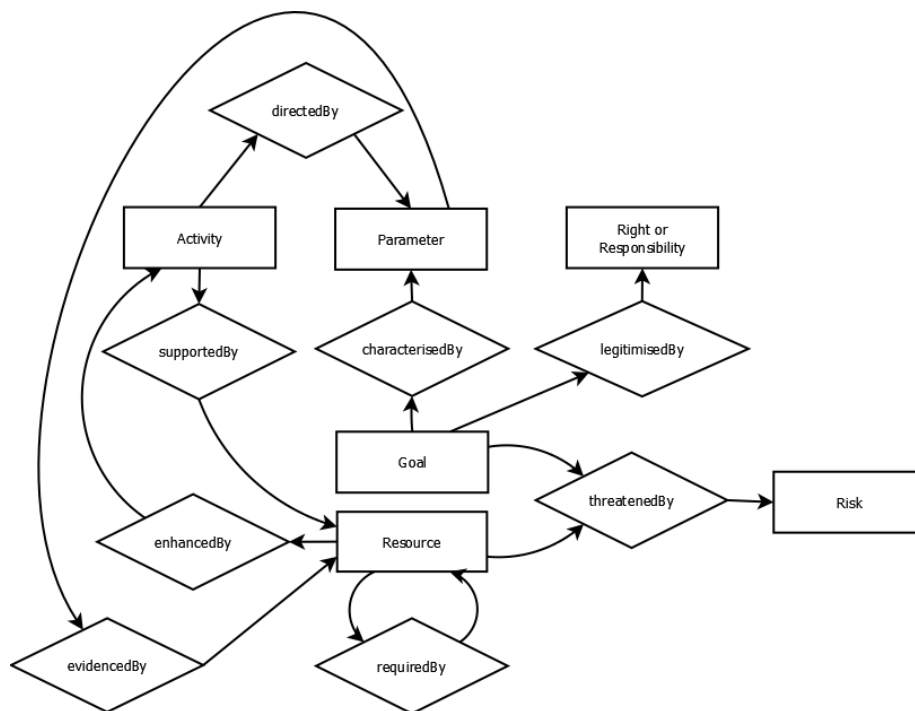 directedBy
Activity
Parameter
Right or
Responsibility
supportedBy
characterisedBy
legitimisedBy
Goal
threatenedBy
Risk
enhancedBy
Resource
evidencedBy
requiredBy